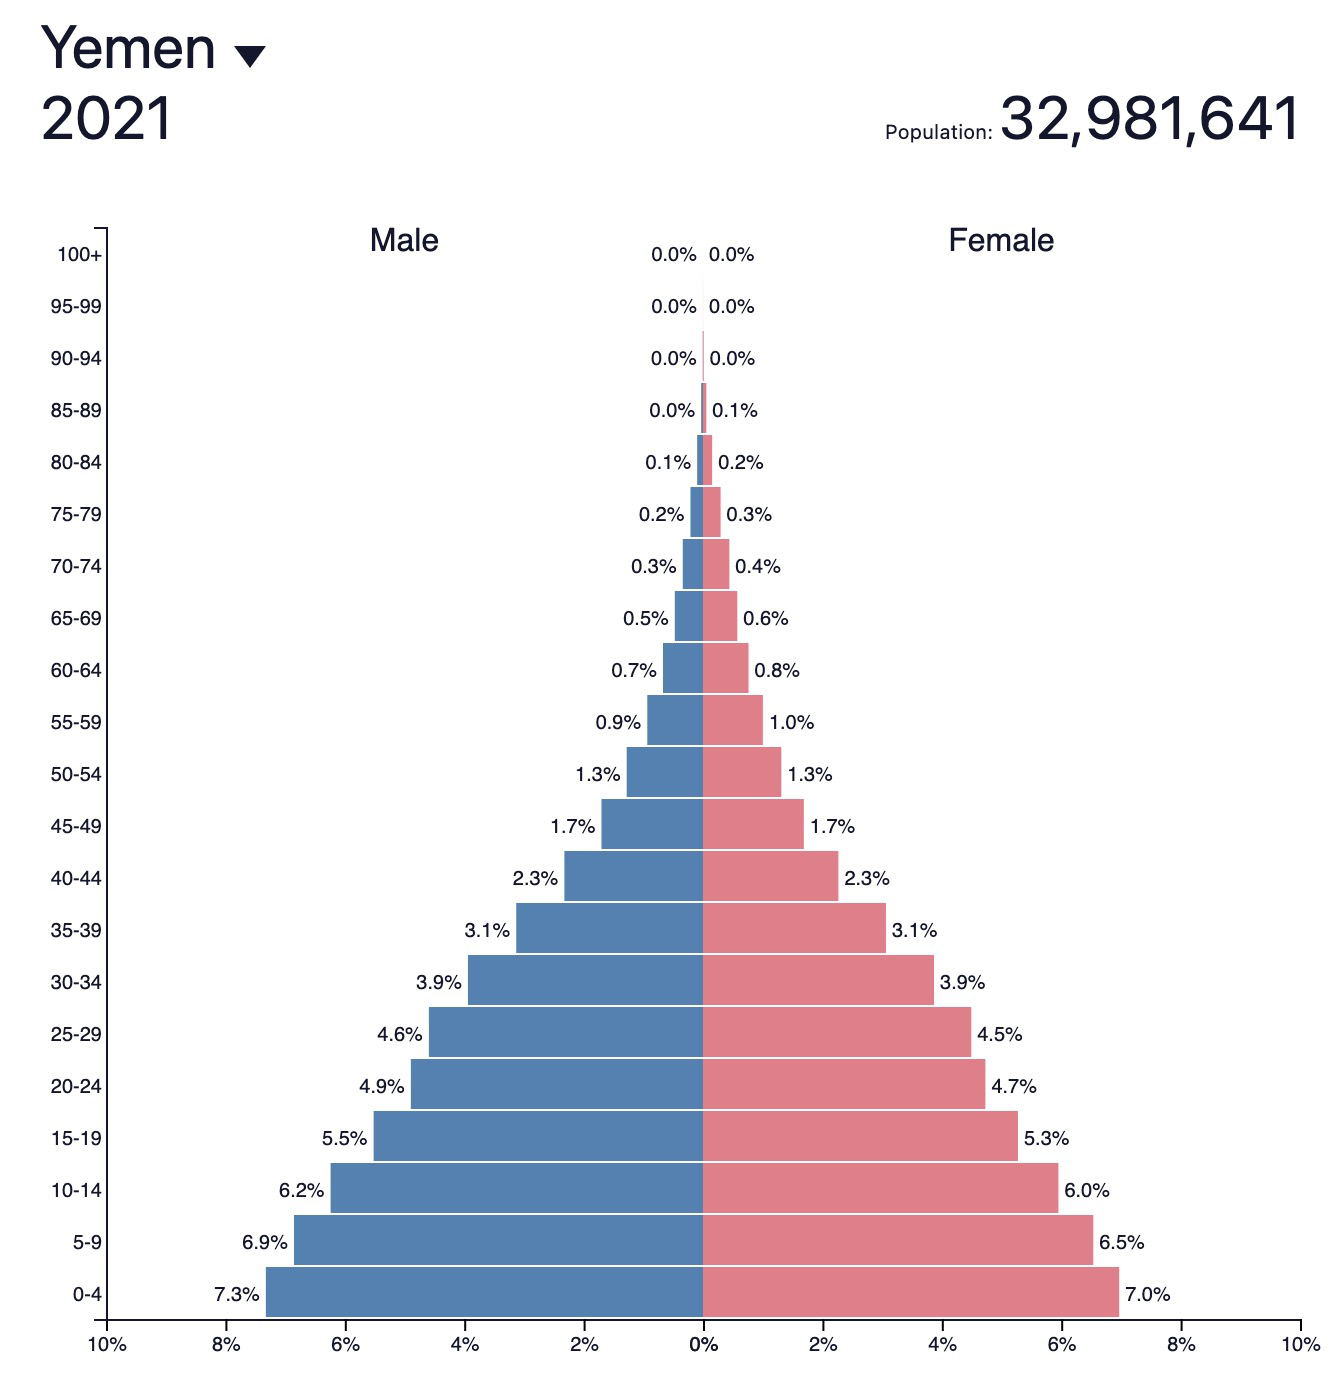 Yemen
2021
Population: 32,981,641
Male Female
100+ 0.0% 0.0%
95-99 0.0% 0.0%
90-94 0.0% 0.0%
85-89 0.0% 0.1%
80-84 0.1% 0.2%
75-79 0.2% 0.3%
70-74 0.3% 0.4%
65-69 0.5% 0.6%
60-64 0.7% 0.8%
55-59 0.9% 1.0%
50-54 1.3% 1.3%
45-49 1.7% 1.7%
40-44 2.3% 2.3%
35-39 3.1% 3.1%
30-34 3.9% 3.9%
25-29 4.6% 4.5%
20-24 4.9% 4.7%
15-19 5.5% 5.3%
10-14 6.2% 6.0%
5-9 6.9% 6.5%
0-4 7.3% 7.0%
10% 8% 6% 4% 2% 0% 2% 4% 6% 8% 10%